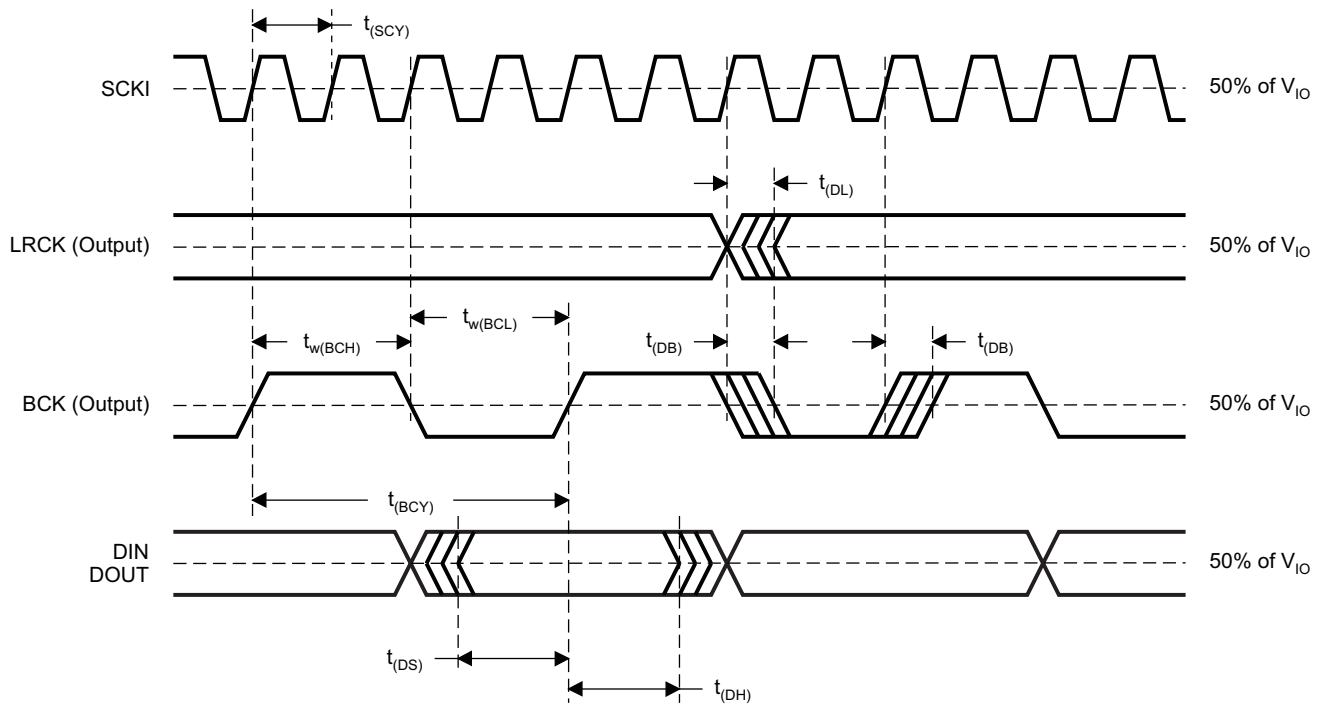 t(SCY)
SCKI
50% of VIO
t(DL)
LRCK (Output)
50% of VIO
tw(BCL)
tw(BCH)
t(DB)
t(DB)
BCK (Output)
50% of VIO
t(BCY)
DIN
DOUT
50% of VIO
t(DS)
t(DH)